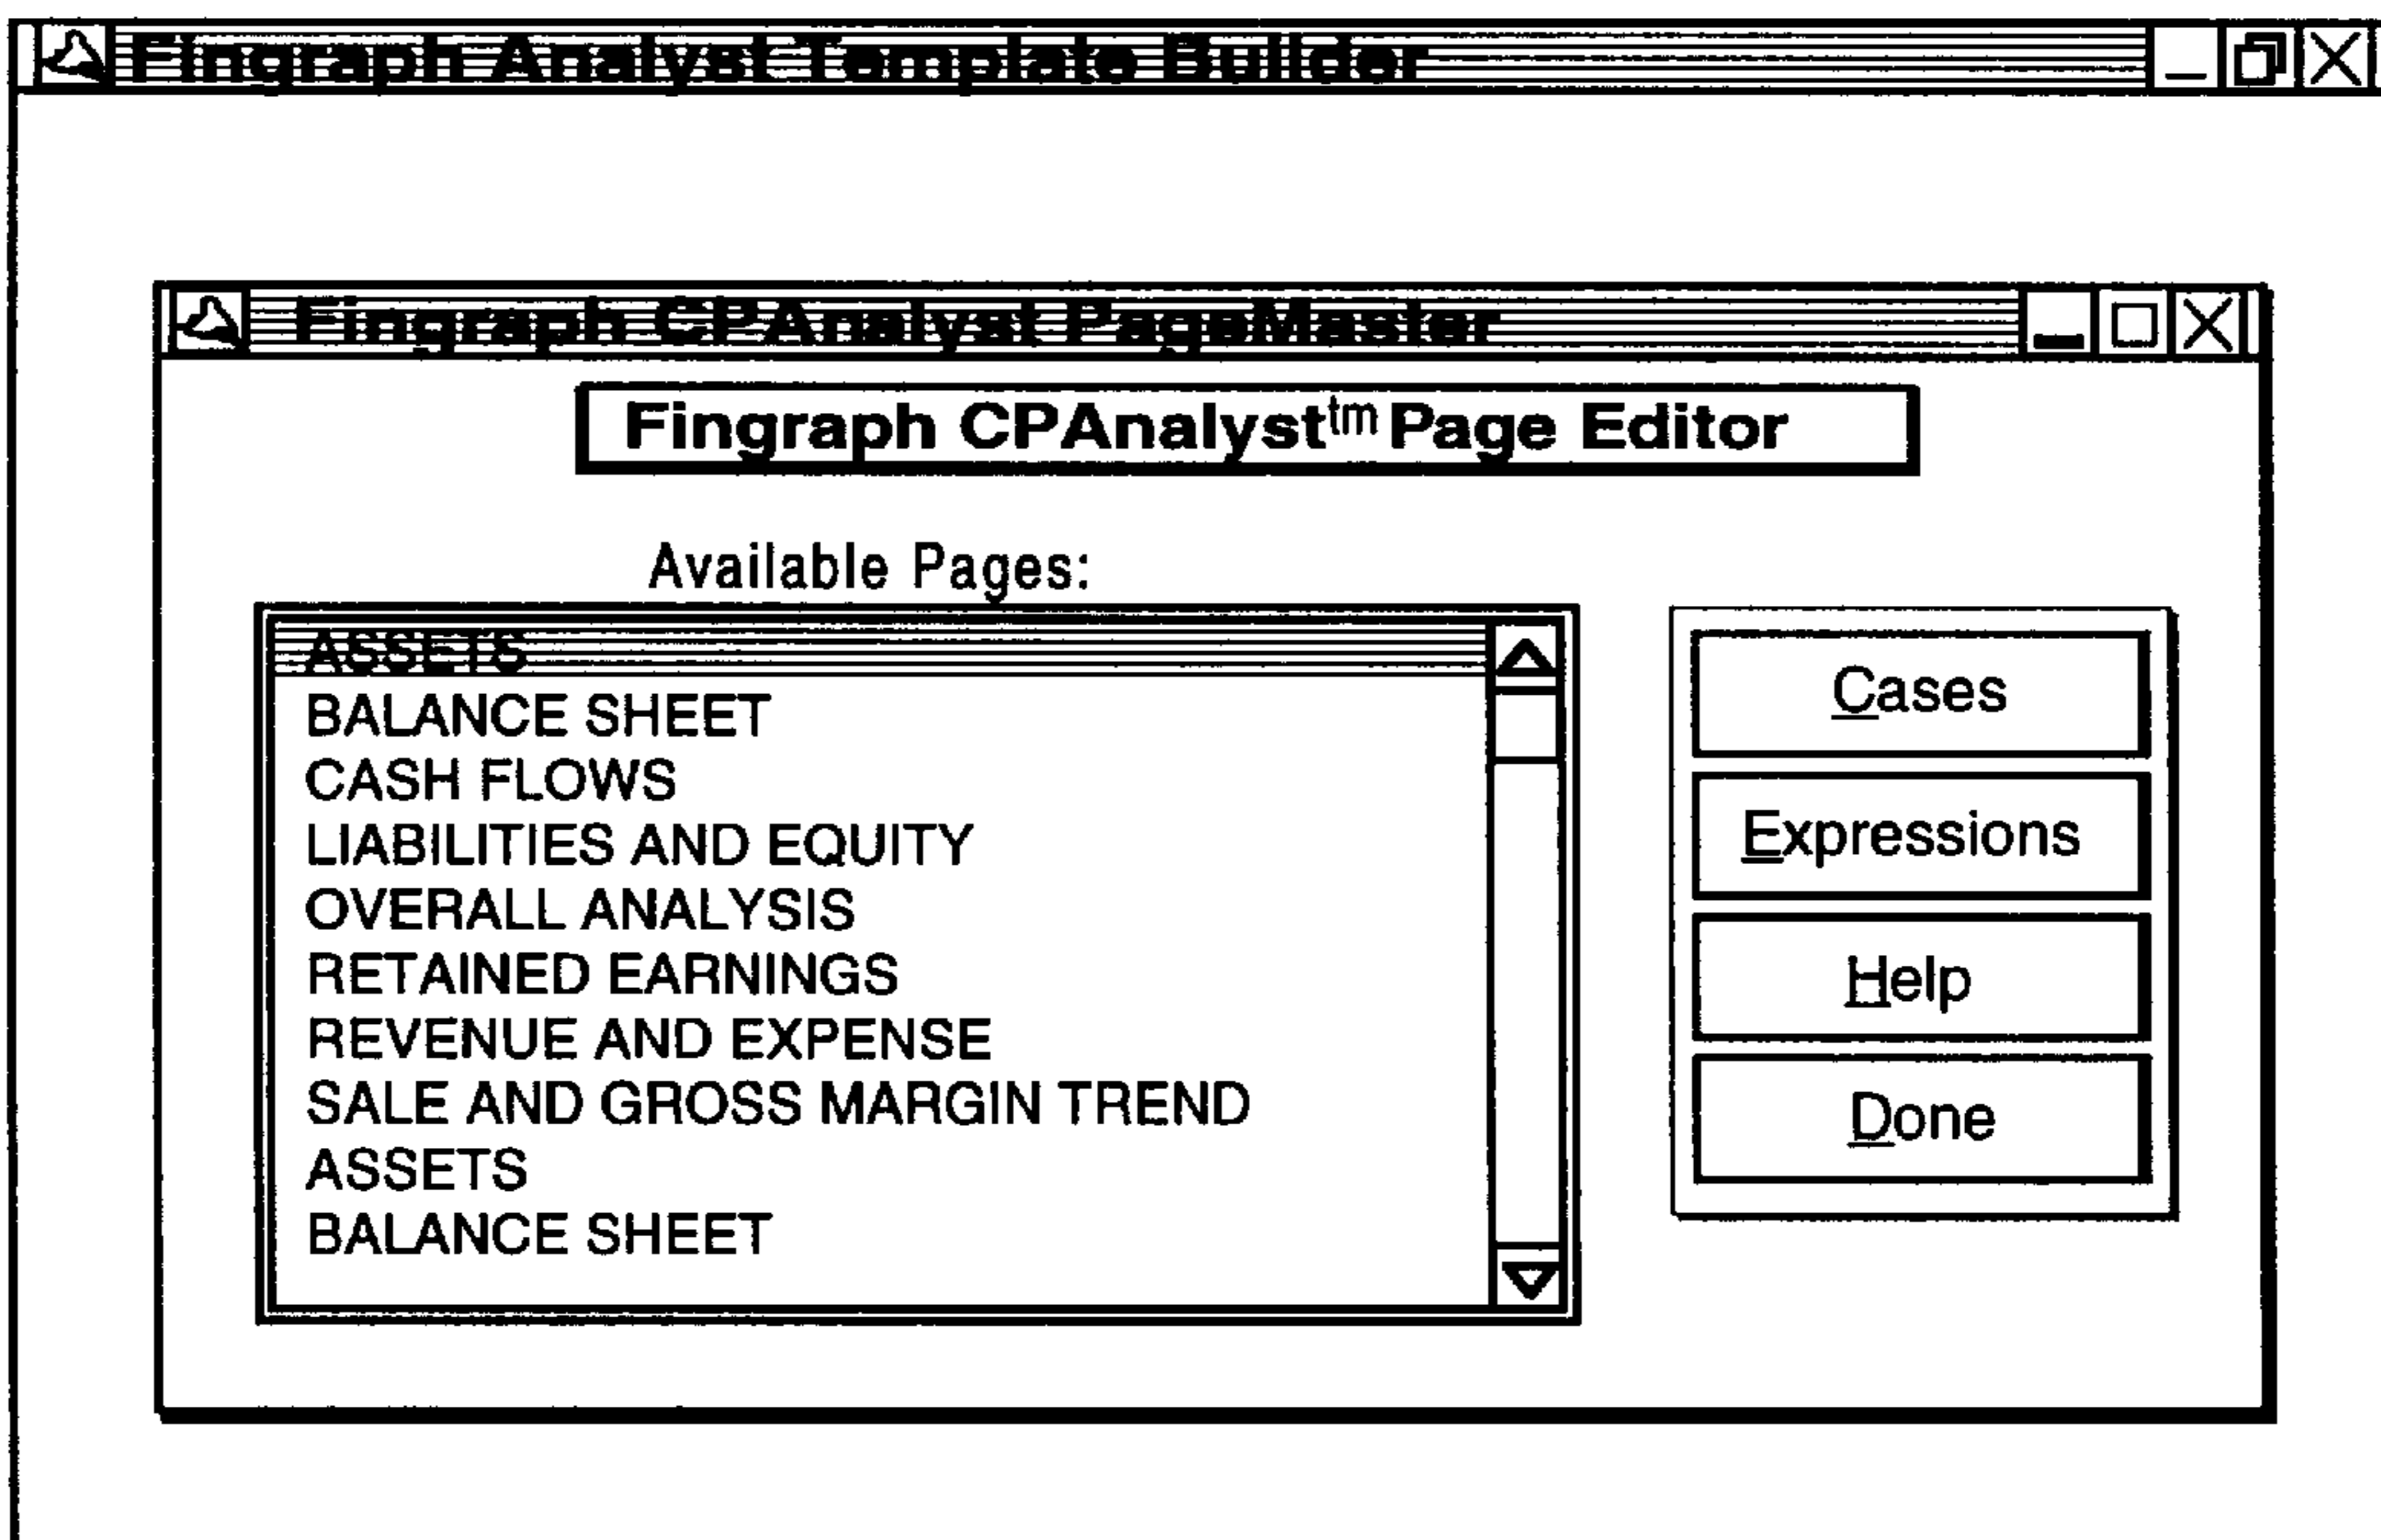 Fingraph Analyst Template Builder
Fingraph CPAnalyst PageMaster
Fingraph CPAnalyst™ Page Editor
Available Pages:
ASSETS
BALANCE SHEET
CASH FLOWS
LIABILITIES AND EQUITY
OVERALL ANALYSIS
RETAINED EARNINGS
REVENUE AND EXPENSE
SALE AND GROSS MARGIN TREND
ASSETS
BALANCE SHEET
Cases
Expressions
Help
Done